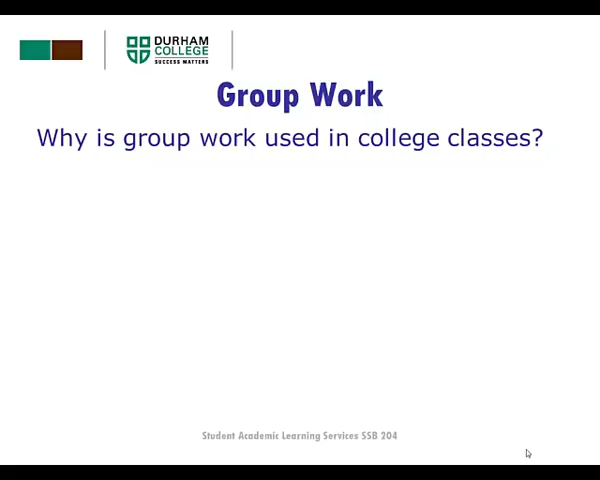 DURHAM
COLLEGE
SUCCESS MATTERS
Group Work
Why is group work used in college classes?
Student Academic Learning Services SSB 204